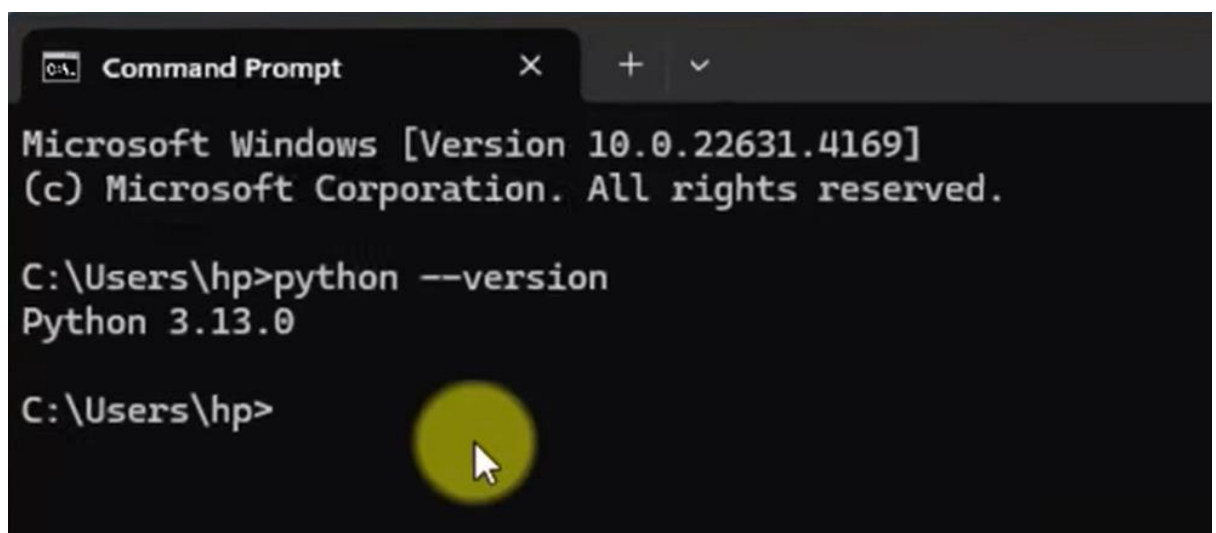 Command Prompt
Microsoft Windows [Version 10.0.22631.4169]
(c) Microsoft Corporation. All rights reserved.
C:\Users\hp>python --version
Python 3.13.0
C:\Users\hp>